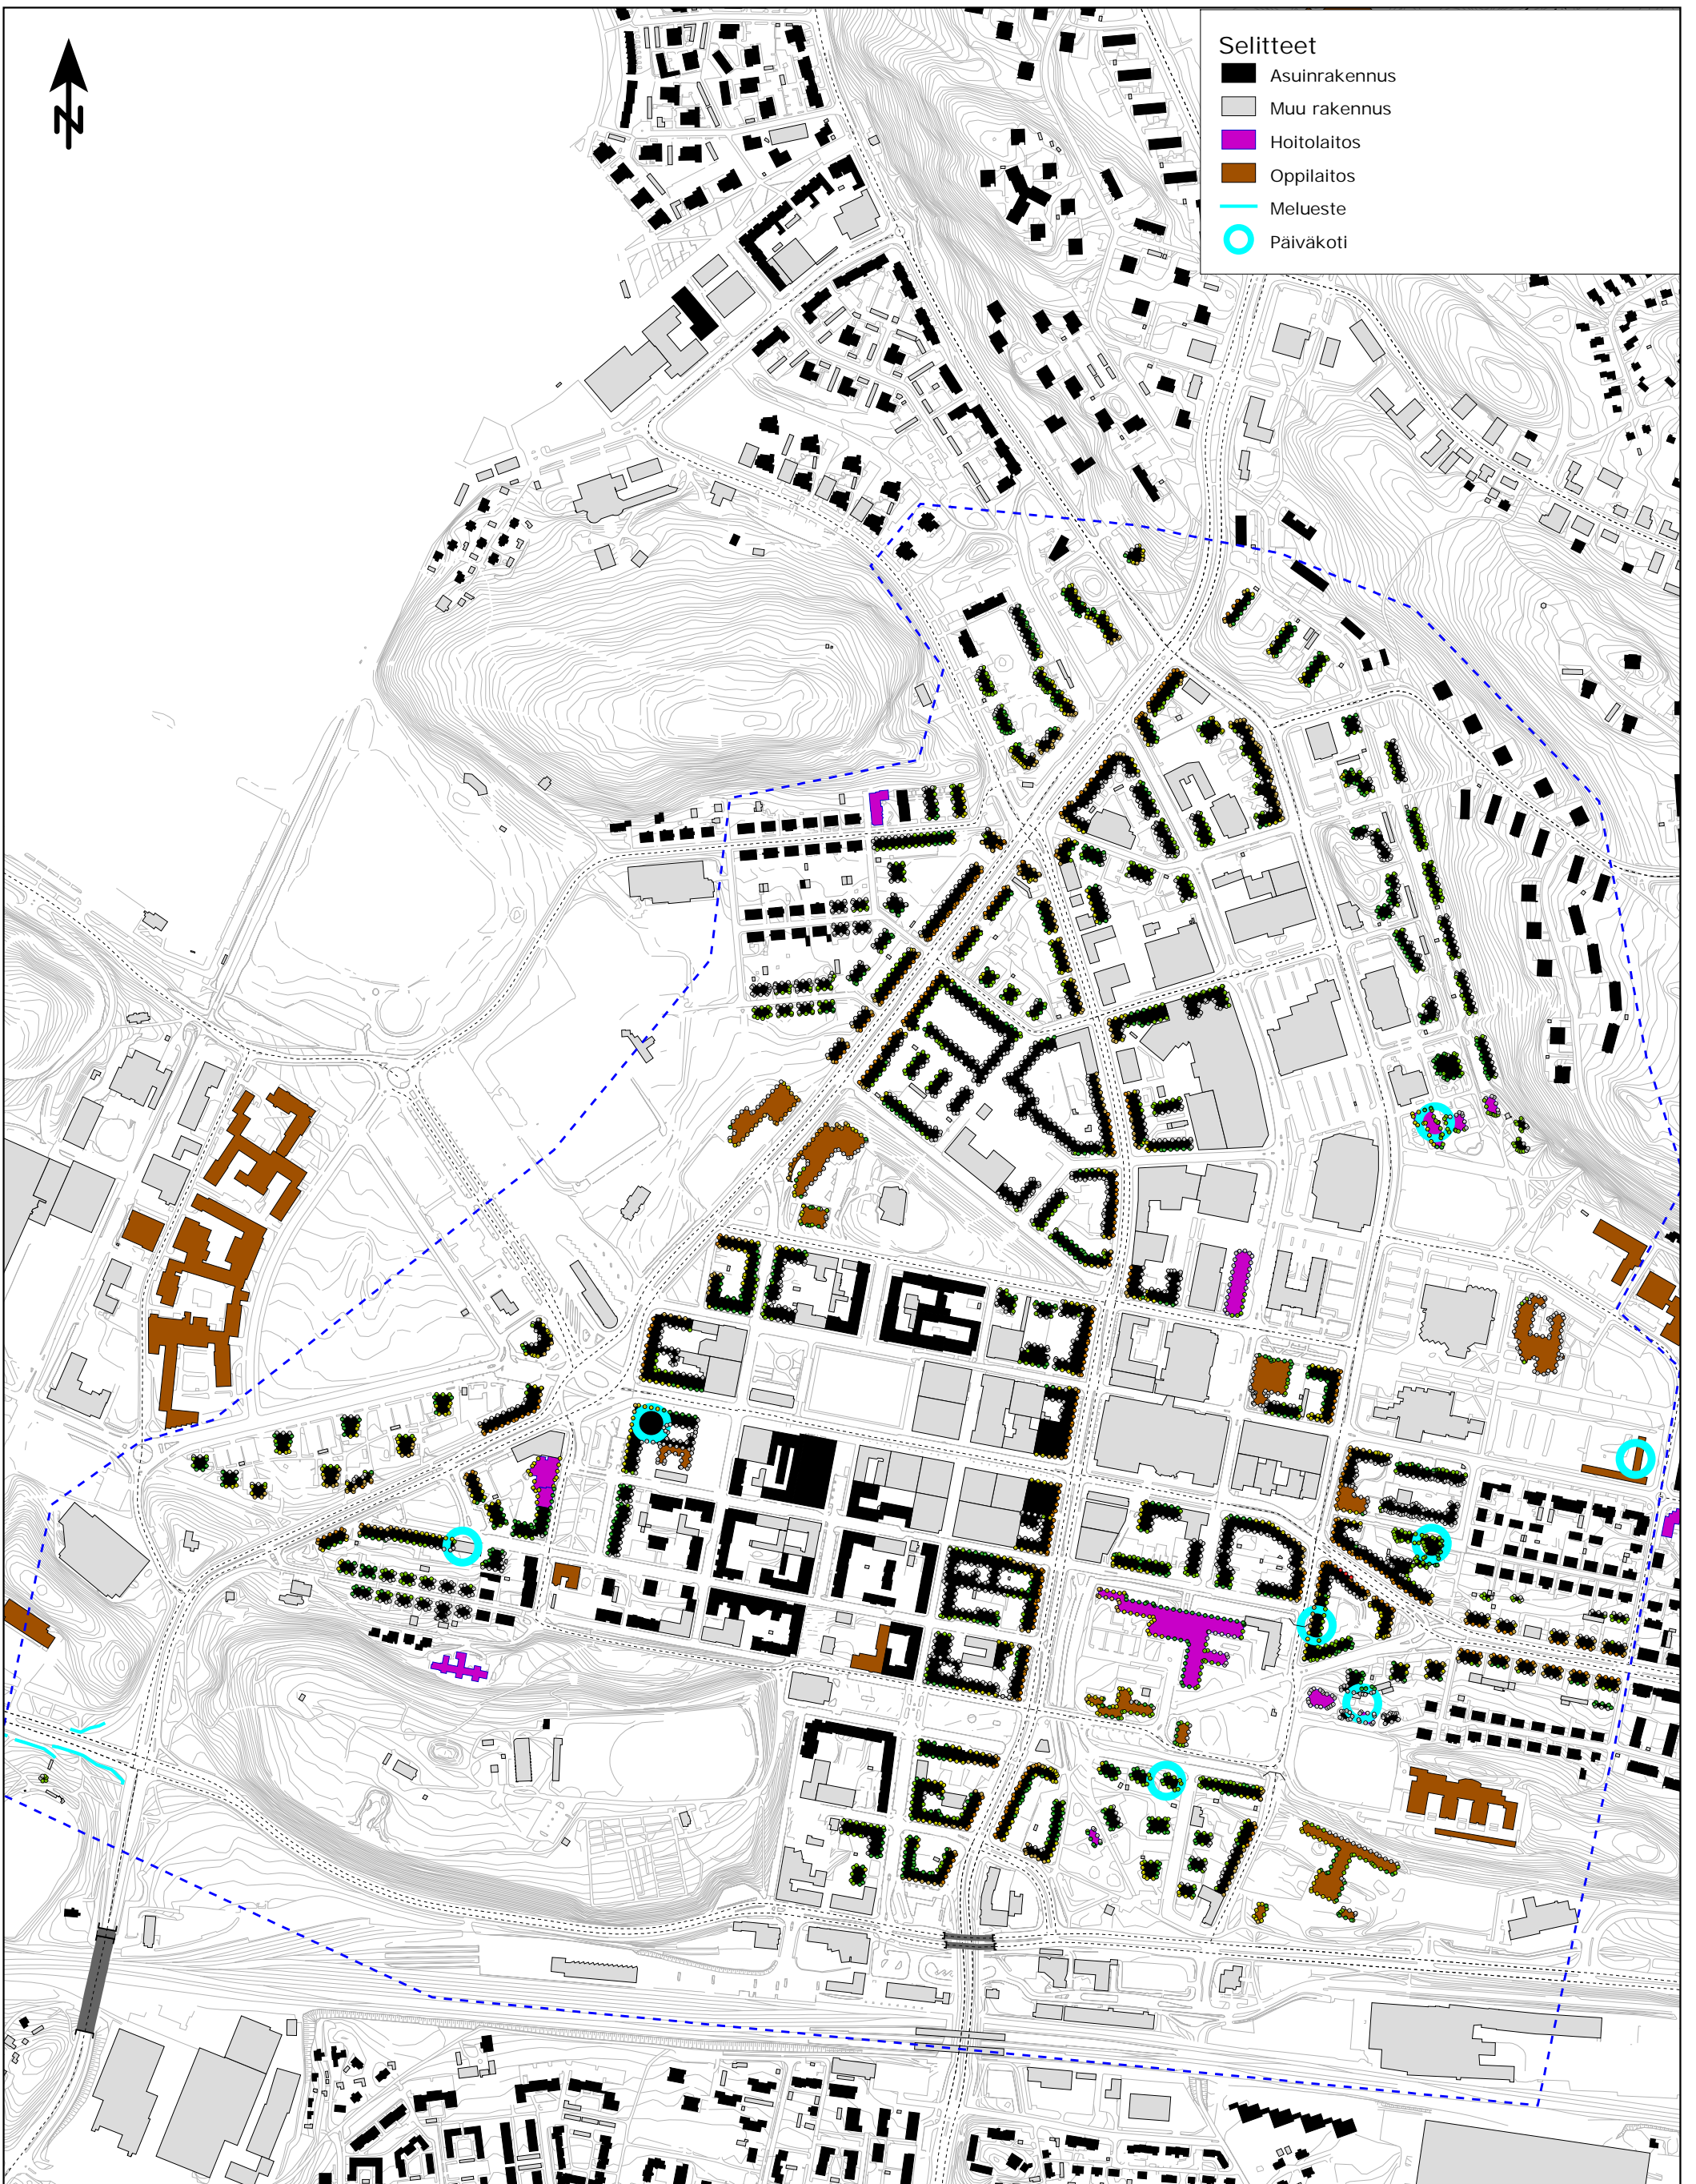 N
Selitteet
Asuinrakennus
Muu rakennus
Hoitolaitos
Oppilaitos
Melueste
Päiväkoti